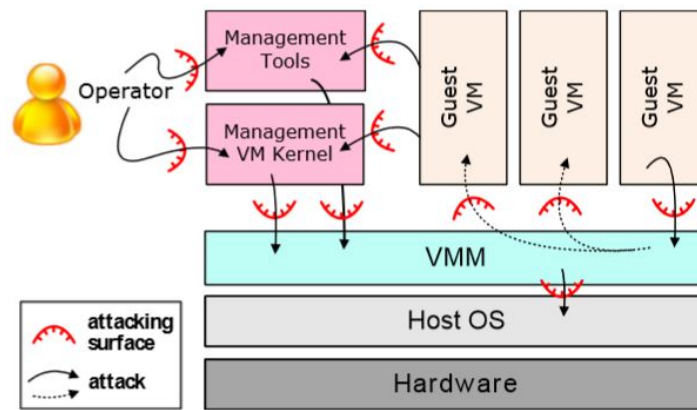 Management
Tools
Operator
Management
VM Kernel
Guest
VM
Guest
VM
Guest
VM
VMM
Host OS
Hardware
attacking
surface
attack